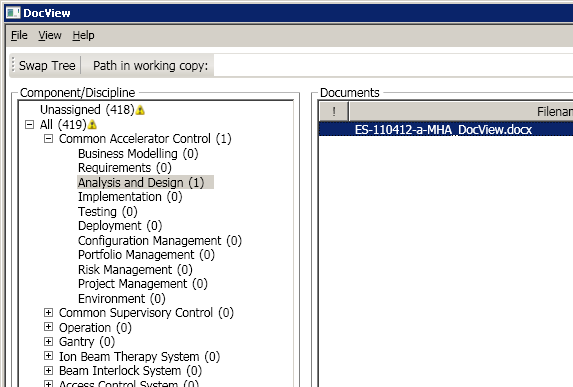 DocView
File View Help
Swap Tree Path in working copy:
Component/Discipline
Unassigned (418)
All (419)
Common Accelerator Control (1)
Business Modelling (0)
Requirements (0)
Analysis and Design (1)
Implementation (0)
Testing (0)
Deployment (0)
Configuration Management (0)
Portfolio Management (0)
Risk Management (0)
Project Management (0)
Environment (0)
Common Supervisory Control (0)
Operation (0)
Gantry (0)
Ion Beam Therapy System (0)
Beam Interlock System (0)
Access Control System (0)
Documents
! Filenam
ES-110412-a-MHA_DocView.docx